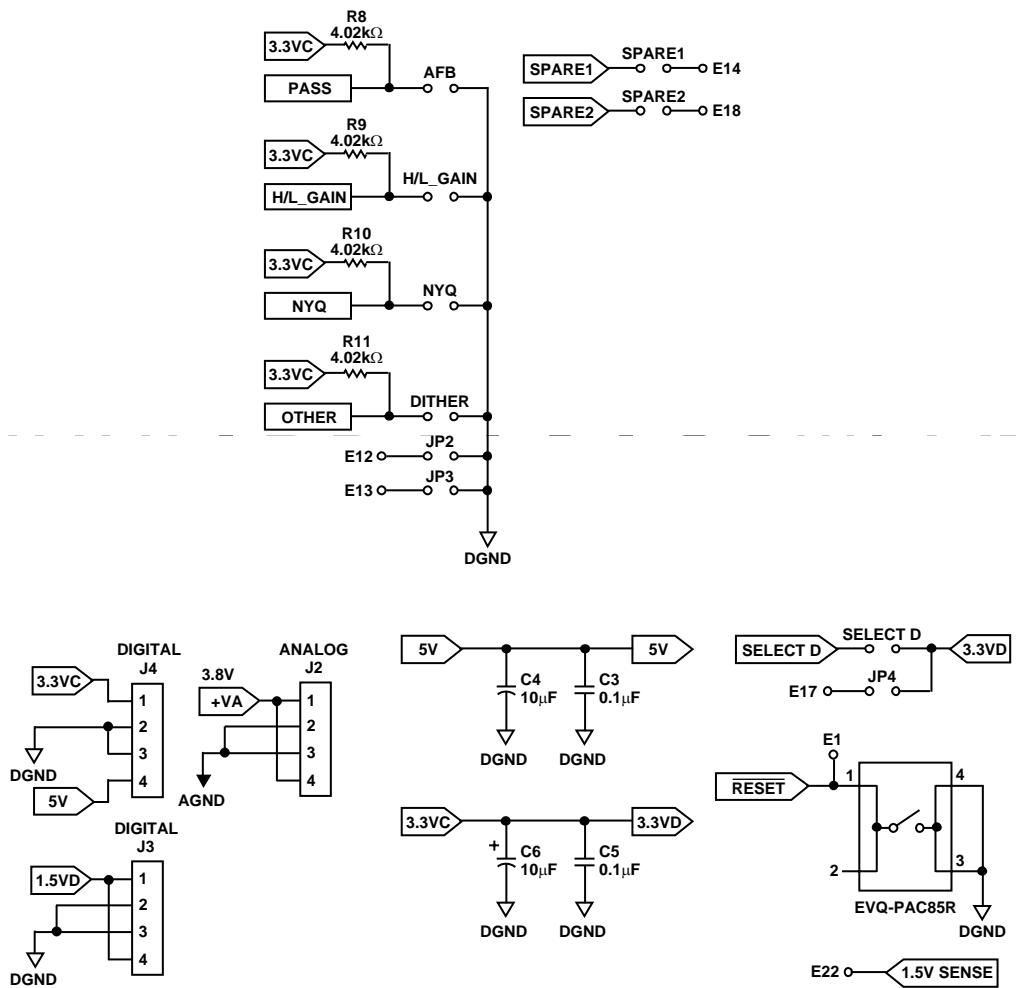 R8
4.02kΩ
3.3VC
PASS
AFB
R9
4.02kΩ
3.3VC
H/L_GAIN
H/L_GAIN
R10
4.02kΩ
3.3VC
NYQ
NYQ
R11
4.02kΩ
3.3VC
OTHER
DITHER
E12
JP2
E13
JP3
DGND
SPARE1
SPARE1
E14
SPARE2
SPARE2
E18
DIGITAL
J4
3.3VC
1
2
3
4
DGND
5V
ANALOG
J2
3.8V
+VA
1
2
3
4
AGND
DIGITAL
J3
1.5VD
1
2
3
4
DGND
5V
5V
C4
10μF
C3
0.1μF
DGND
DGND
3.3VC
3.3VD
+
C6
10μF
C5
0.1μF
DGND
DGND
SELECT D
SELECT D
3.3VD
E17
JP4
E1
RESET
1
4
2
3
EVQ-PAC85R
DGND
E22
1.5V SENSE